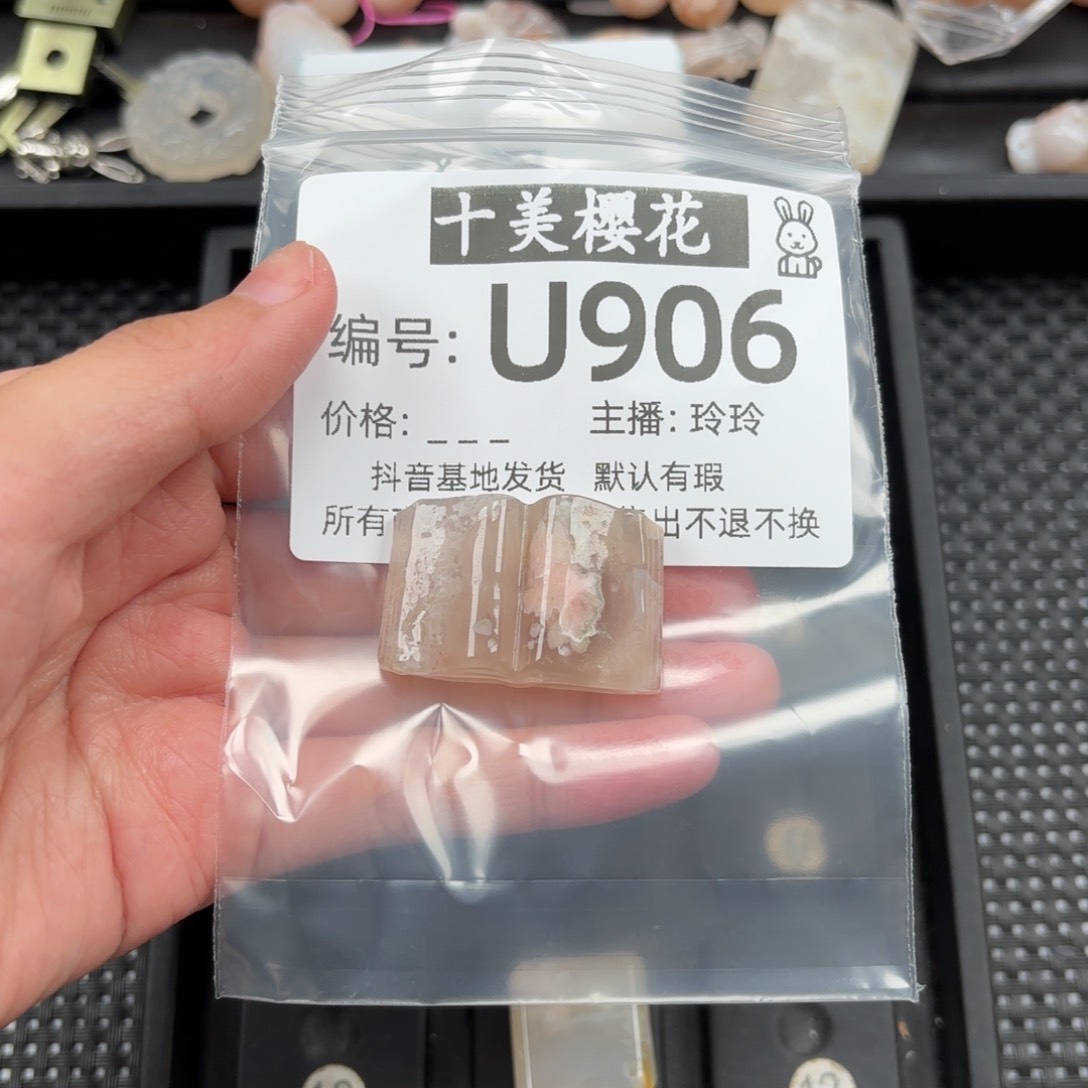 十美樱花
编号: U906
价格: _ _ _ 主播: 玲玲
抖音基地发货 默认有瑕
所有 出不退不换